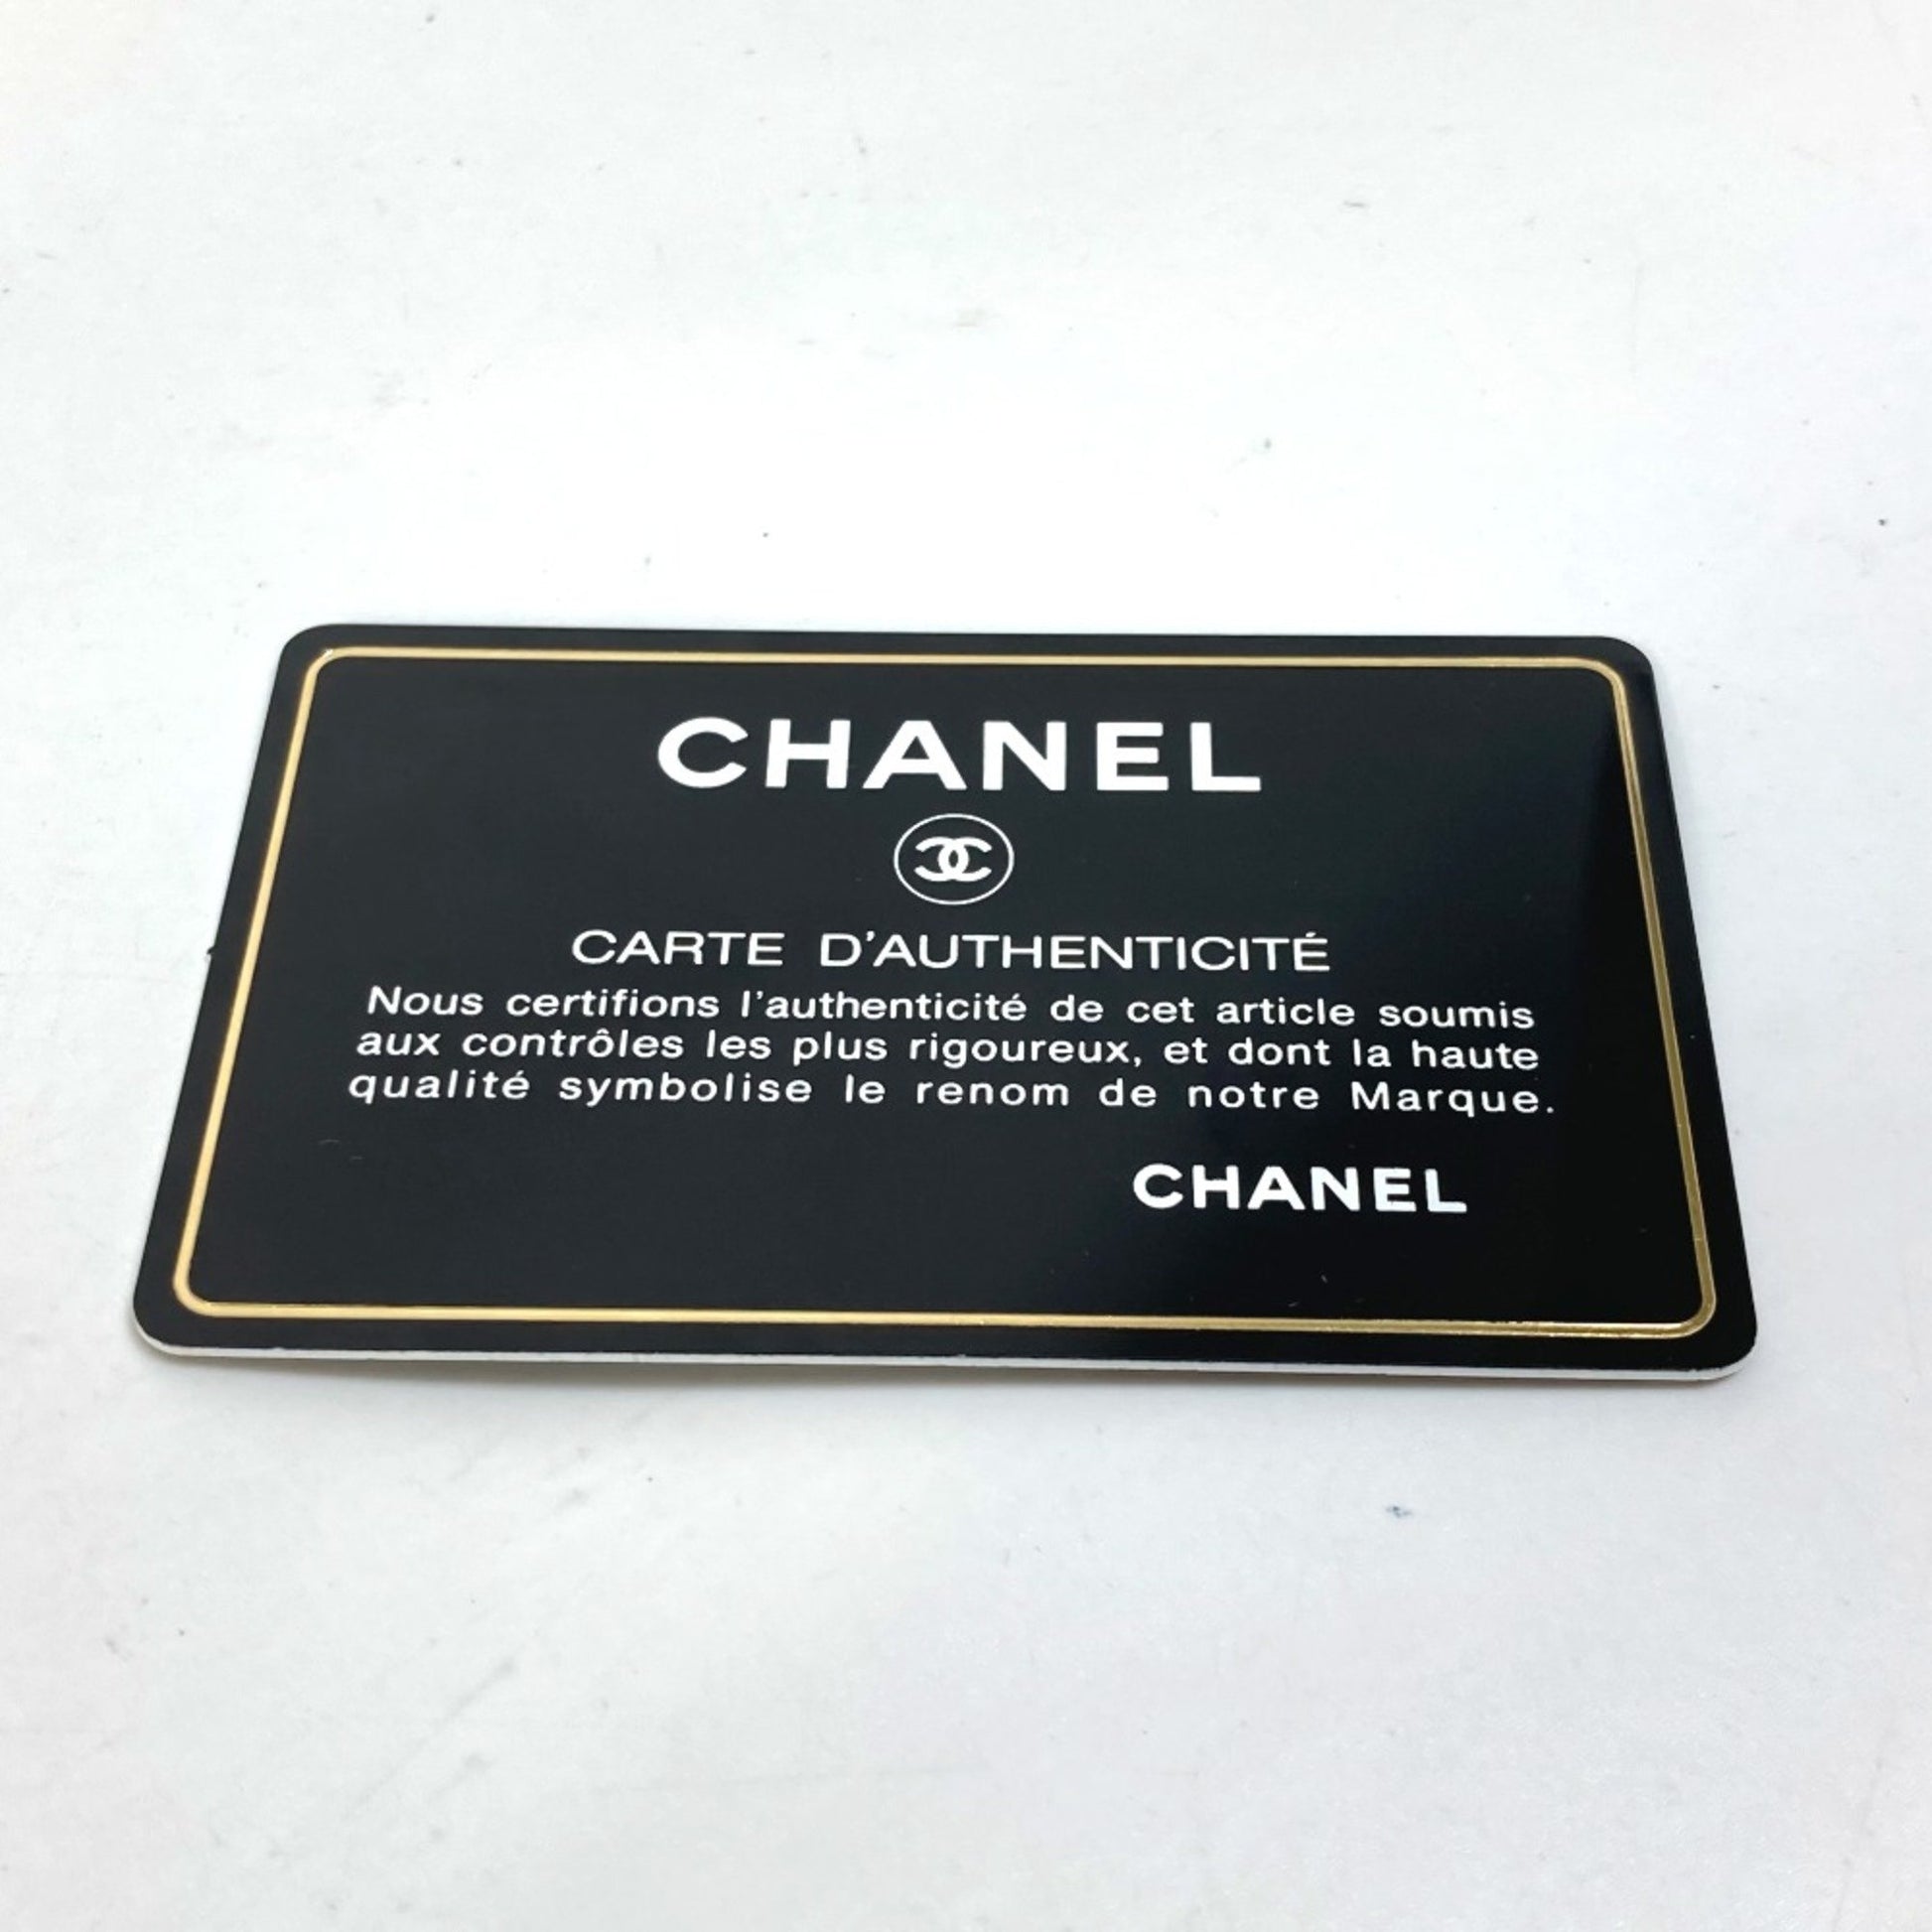 CHANEL
CARTE D'AUTHENTICITÉ
Nous certifions l'authenticité de cet article soumis
aux contrôles les plus rigoureux, et dont la haute
qualité symbolise le renom de notre Marque.
CHANEL